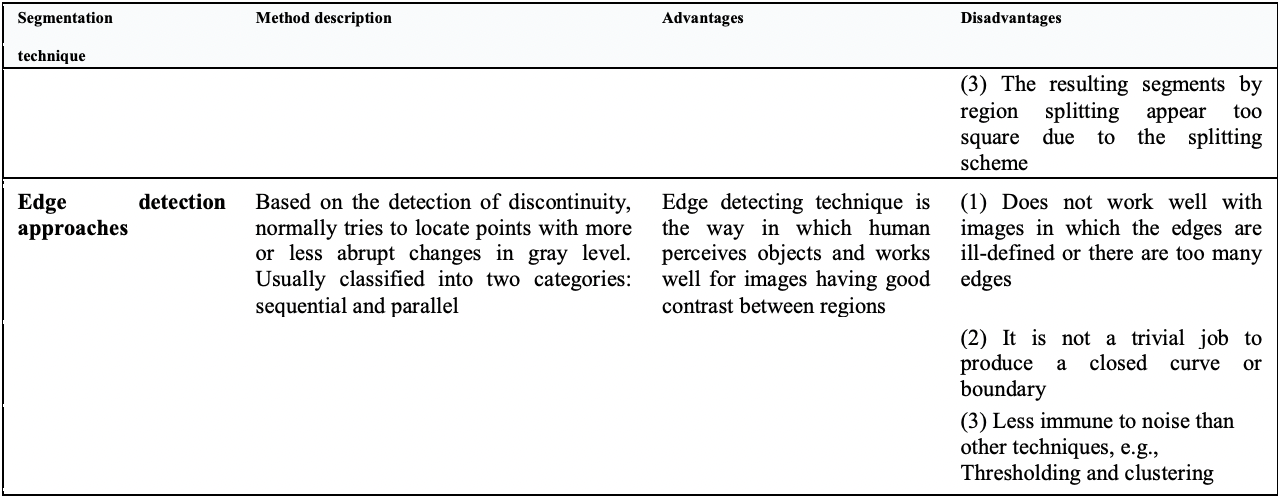 Segmentation technique
Method description
Advantages
Disadvantages
(3) The resulting segments by
region splitting appear too
square due to the splitting
scheme
Edge detection
approaches
Based on the detection of discontinuity,
normally tries to locate points with more
or less abrupt changes in gray level.
Usually classified into two categories:
sequential and parallel
Edge detecting technique is
the way in which human
perceives objects and works
well for images having good
contrast between regions
(1) Does not work well with
images in which the edges are
ill-defined or there are too many
edges
(2) It is not a trivial job to
produce a closed curve or
boundary
(3) Less immune to noise than
other techniques, e.g.,
Thresholding and clustering